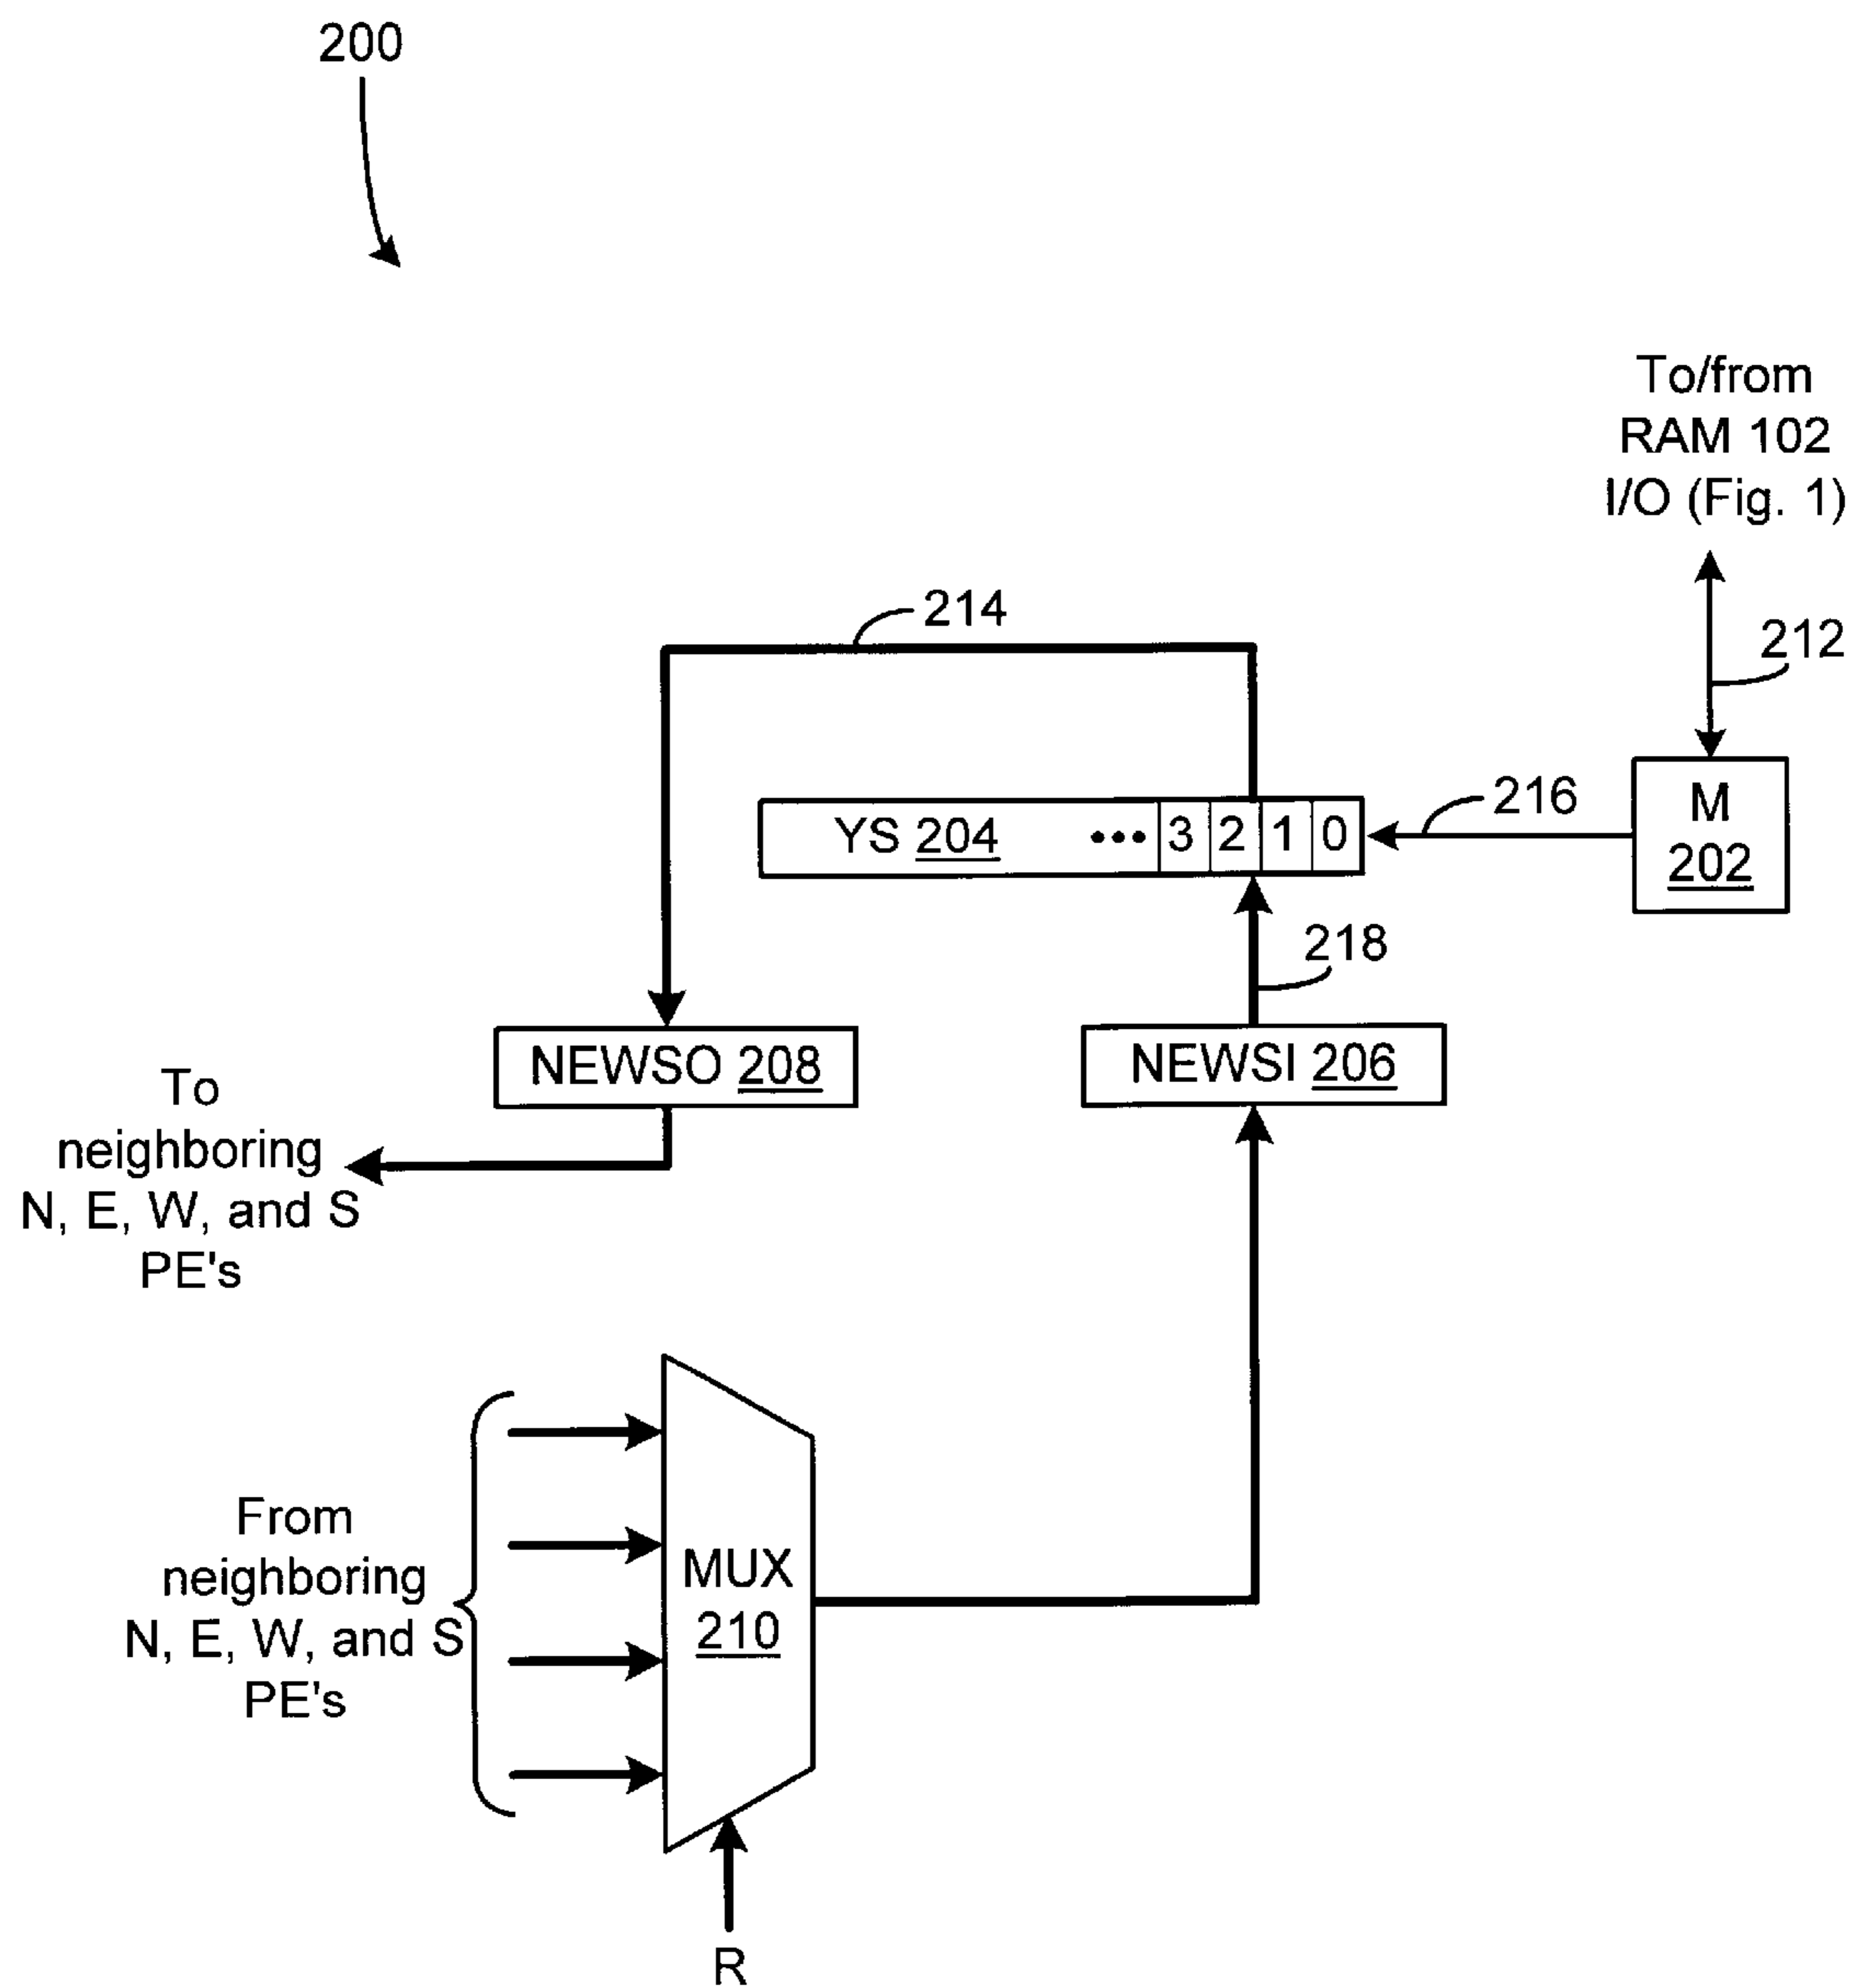 200
To/from
RAM 102
I/O (Fig. 1)
214
212
YS 204 ••• 3 2 1 0
216
M
202
218
NEWSO 208
NEWSI 206
To
neighboring
N, E, W, and S
PE's
From
neighboring
N, E, W, and S
PE's
MUX
210
R